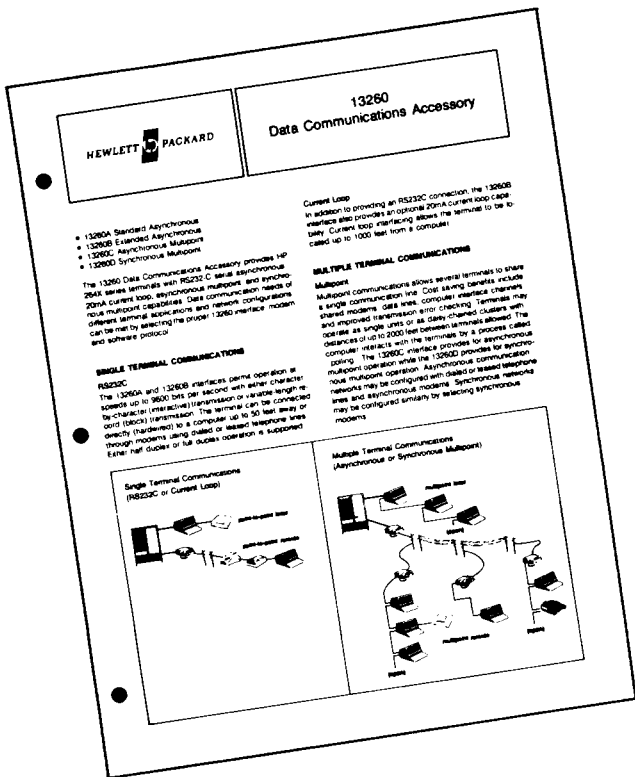 HEWLETT hp PACKARD
13260
Data Communications Accessory
• 13260A Standard Asynchronous
• 13260B Extended Asynchronous
• 13260C Asynchronous Multipoint
• 13260D Synchronous Multipoint
The 13260 Data Communications Accessory provides HP
264X series terminals with RS232-C serial asynchronous
20mA current loop, asynchronous multipoint and synchro-
nous multipoint capabilities. Data communication needs of
different terminal applications and network configurations
can be met by selecting the proper 13260 interface modem
and software protocol
SINGLE TERMINAL COMMUNICATIONS
RS232C
The 13260A and 13260B interfaces permit operation at
speeds up to 9600 bits per second with either character
by-character (interactive) transmission or variable-length re-
cord (block) transmission. The terminal can be connected
directly (hardwired) to a computer up to 50 feet away or
through modems using dialed or leased telephone lines
Either half duplex or full duplex operation is supported
Current Loop
In addition to providing an RS232C connection, the 13260B
interface also provides an optional 20mA current loop capa-
bility. Current loop interfacing allows the terminal to be lo-
cated up to 1000 feet from a computer
MULTIPLE TERMINAL COMMUNICATIONS
Multipoint
Multipoint communications allows several terminals to share
a single communication line. Cost saving benefits include
shared modems, data lines, computer interface channels
and improved transmission error checking. Terminals may
operate as single units or as daisy-chained clusters with
distances of up to 2000 feet between terminals allowed. The
computer interacts with the terminals by a process called
polling. The 13260C interface provides for asynchronous
multipoint operation while the 13260D provides for synchro-
nous multipoint operation. Asynchronous communication
networks may be configured with dialed or leased telephone
lines and asynchronous modems. Synchronous networks
may be configured similarly by selecting synchronous
modems
Single Terminal Communications
(RS232C or Current Loop)
point-to-point local
point-to-point remote
Multiple Terminal Communications
(Asynchronous or Synchronous Multipoint)
multipoint local
multipoint remote